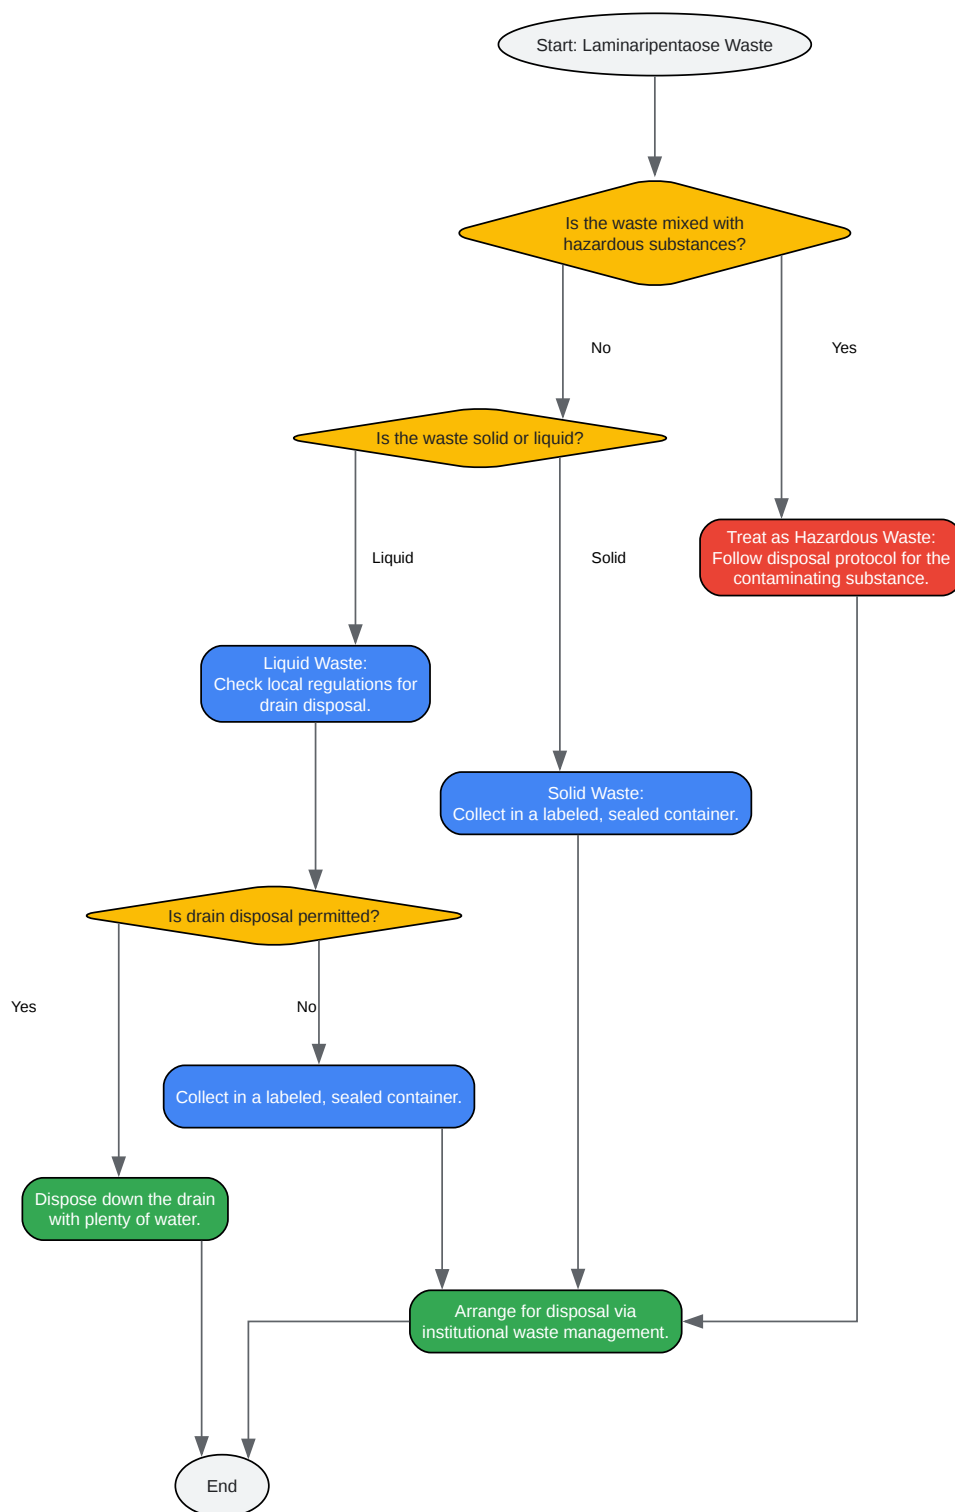 Start: Laminaripentaose Waste
Is the waste mixed with
hazardous substances?
No
Yes
Is the waste solid or liquid?
Liquid
Solid
Treat as Hazardous Waste:
Follow disposal protocol for the
contaminating substance.
Liquid Waste:
Check local regulations for
drain disposal.
Solid Waste:
Collect in a labeled, sealed container.
Is drain disposal permitted?
Yes
No
Collect in a labeled, sealed container.
Dispose down the drain
with plenty of water.
Arrange for disposal via
institutional waste management.
End